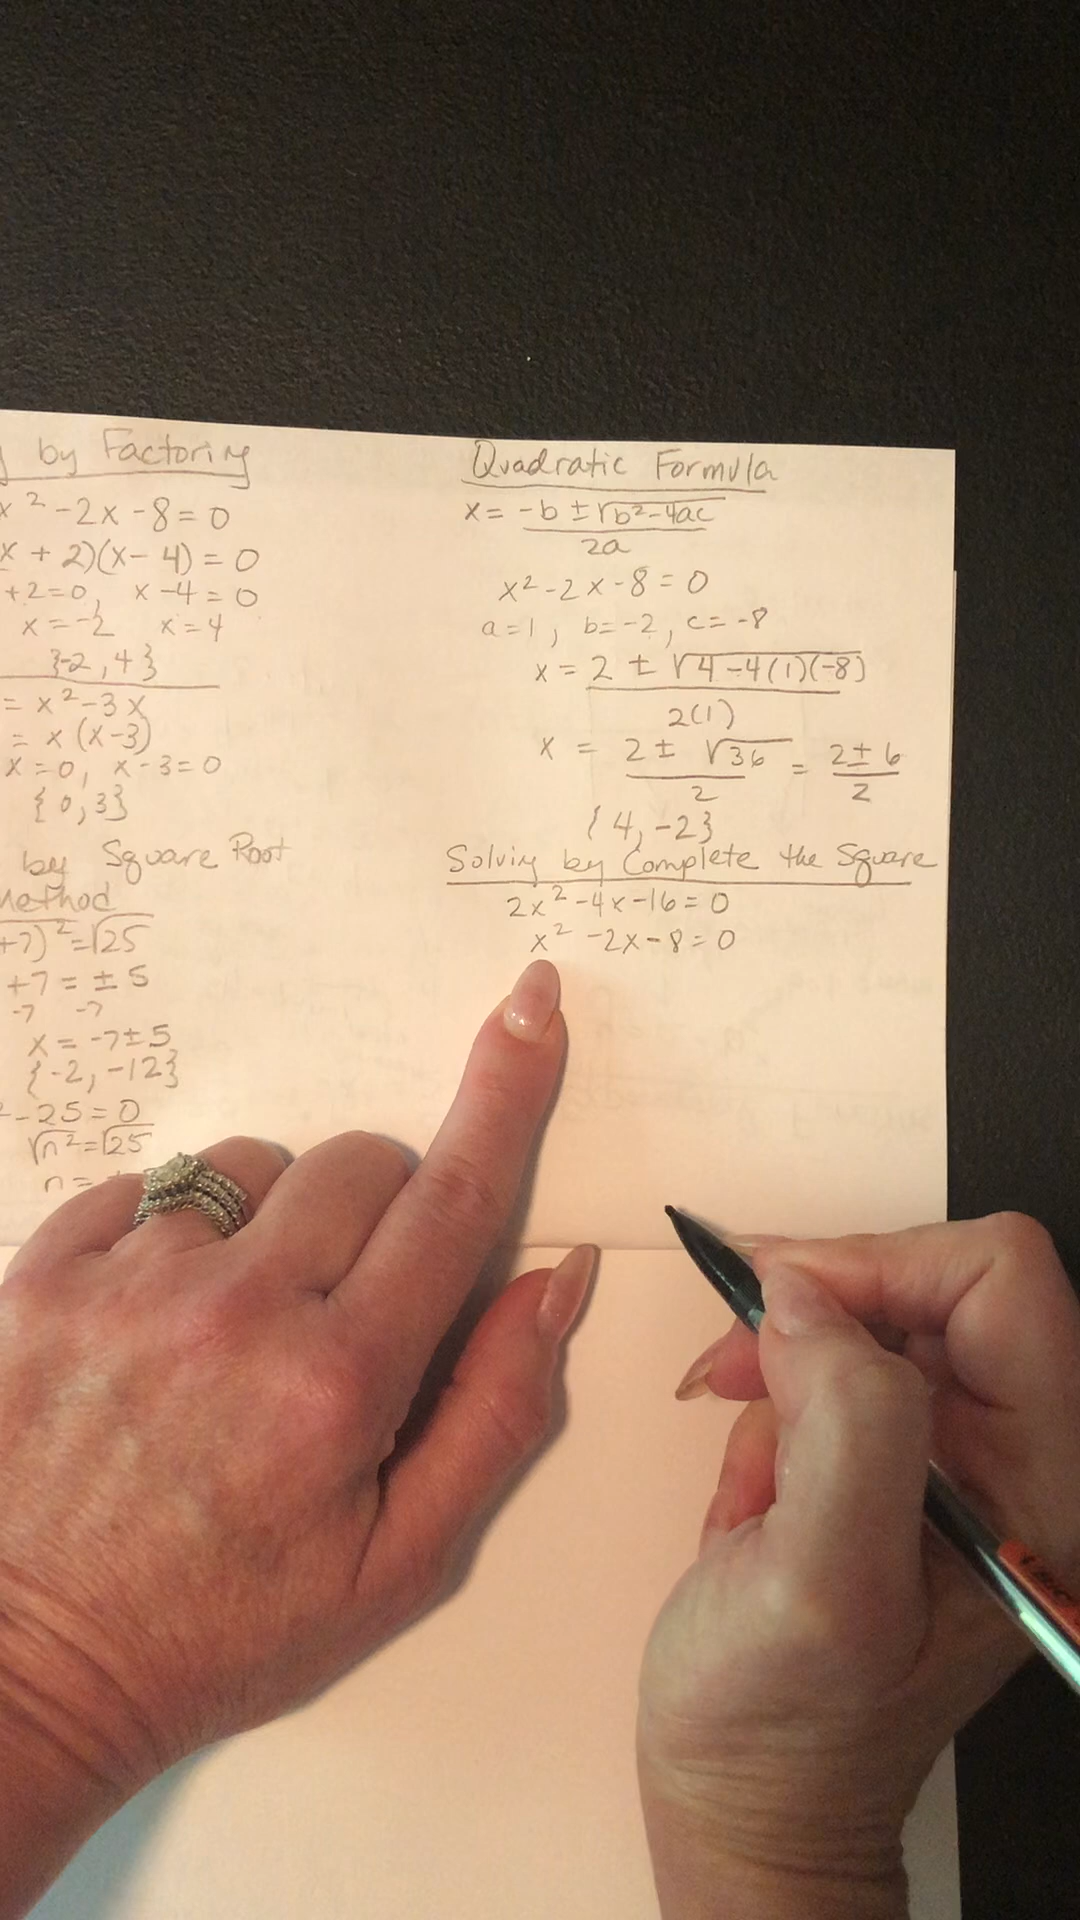 by Factoring
x² -2x -8 = 0
x + 2)(x- 4) = 0
+2=0, x -4 = 0
x = -2 x = 4
{-2, 4}
= x² -3x
= x (x-3)
x = 0, x -3 = 0
{0, 3}
by Square Root
Method
+7)² = √25
+7 = ± 5
-7 -7
x = -7±5
{-2, -12}
² -25 = 0
√n² = √25
n =
Quadratic Formula
x = -b ± √b²-4ac
2a
x² -2x -8 = 0
a=1, b= -2, c= -8
x = 2 ± √4 -4(1)(-8)
2(1)
x = 2 ± √36 = 2 ± 6
2 2
{4, -2}
Solving by Complete the Square
2x² -4x -16 = 0
x² -2x -8 = 0